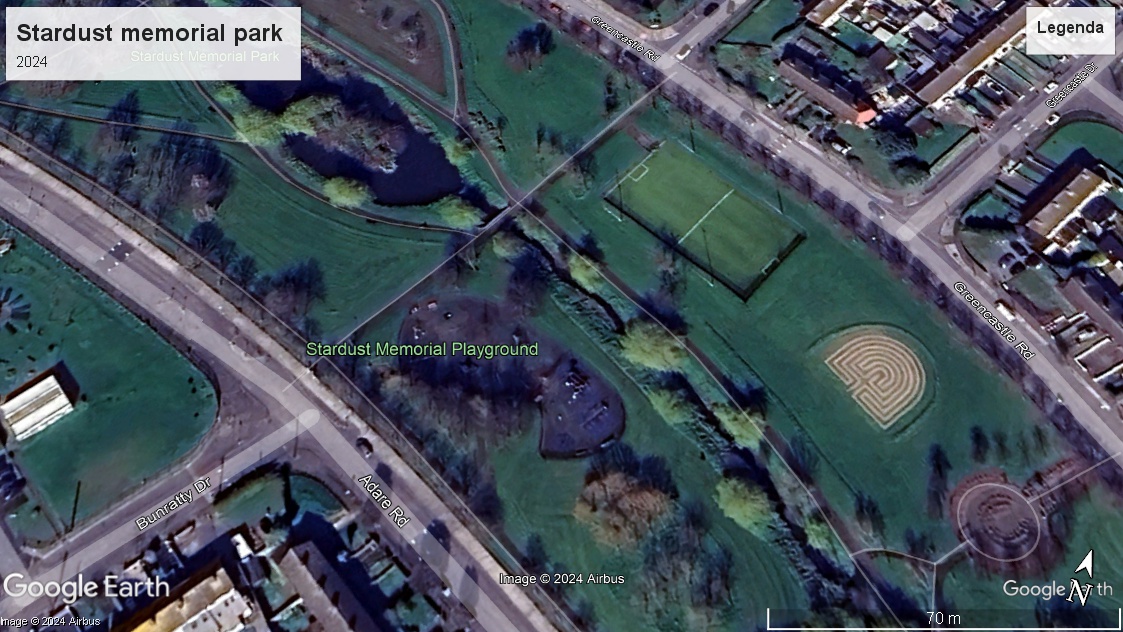 Stardust memorial park
2024
Stardust Memorial Park
Legenda
Greencastle Rd
Greencastle Dr
Stardust Memorial Playground
Greencastle Rd
Adare Rd
Bunratty Dr
Image © 2024 Airbus
Google Earth
Google Earth
N
70 m
mage © 2024 Airbus